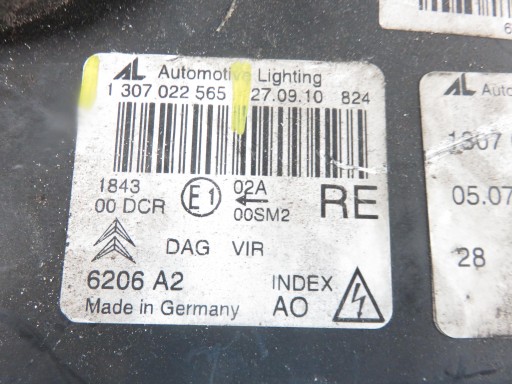 AL Automotive Lighting
1 307 022 565 27.09.10 824
1843 E1 02A
00 DCR 00SM2 RE
DAG VIR
6206 A2 INDEX
Made in Germany AO
AL
1307
05.07
28